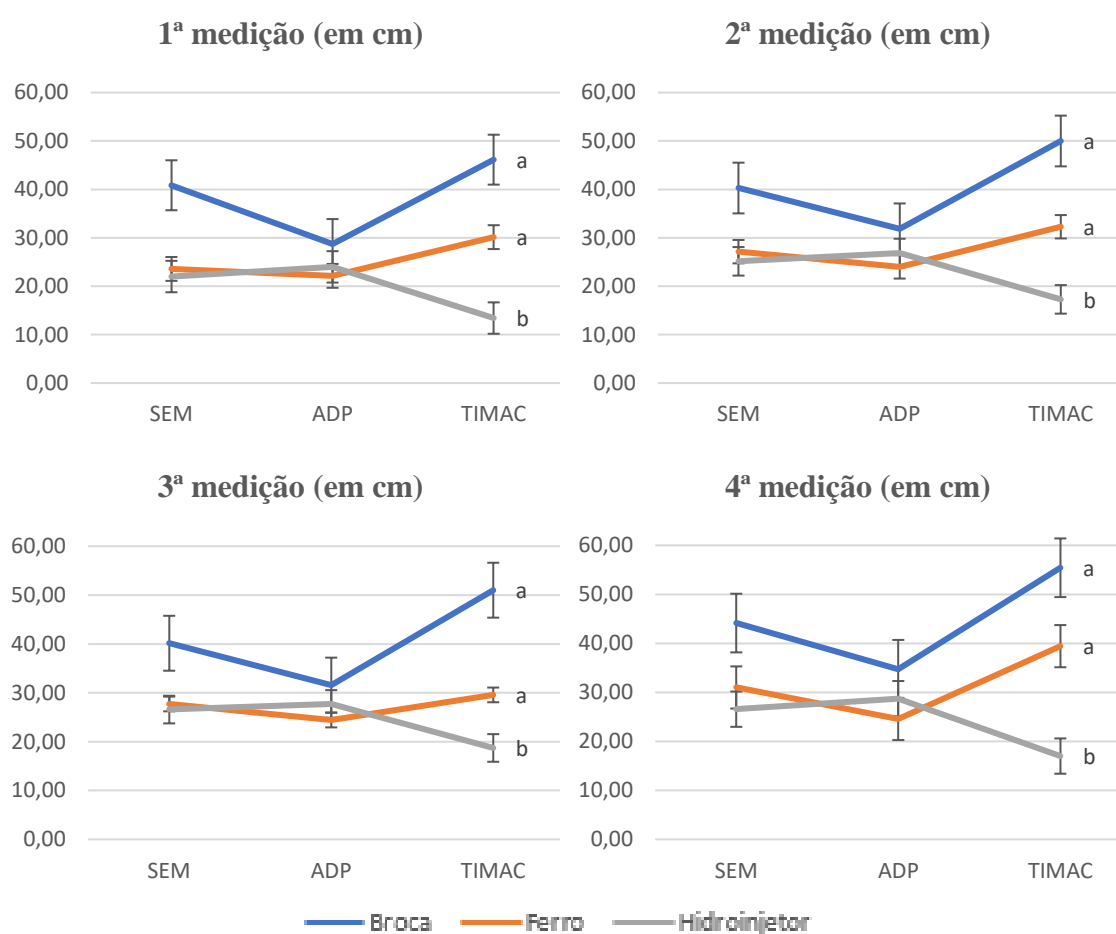 1ª medição (em cm)
60,00
50,00
40,00
30,00
20,00
10,00
0,00
a
a
b
SEM ADP TIMAC
2ª medição (em cm)
60,00
50,00
40,00
30,00
20,00
10,00
0,00
a
a
b
SEM ADP TIMAC
3ª medição (em cm)
60,00
50,00
40,00
30,00
20,00
10,00
0,00
a
a
b
SEM ADP TIMAC
4ª medição (em cm)
60,00
50,00
40,00
30,00
20,00
10,00
0,00
a
a
b
SEM ADP TIMAC
Broca Ferro Hidroinjetor